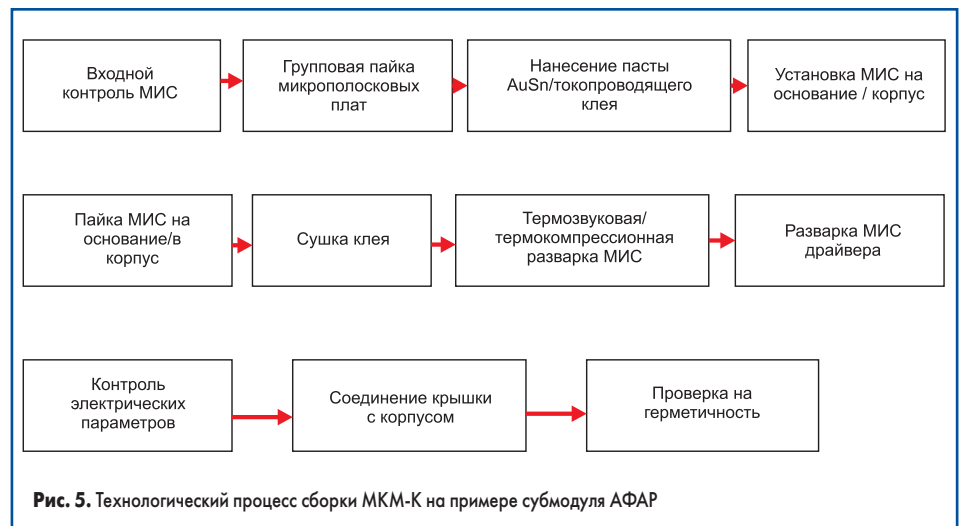 Входной
контроль МИС
Групповая пайка
микрополосковых
плат
Нанесение пасты
AuSn/токопроводящего
клея
Установка МИС на
основание / корпус
Пайка МИС на
основание/в
корпус
Сушка клея
Термозвуковая/
термокомпрессионная
разварка МИС
Разварка МИС
драйвера
Контроль
электрических
параметров
Соединение крышки
с корпусом
Проверка на
герметичность
Рис. 5. Технологический процесс сборки МКМ-К на примере субмодуля АФАР